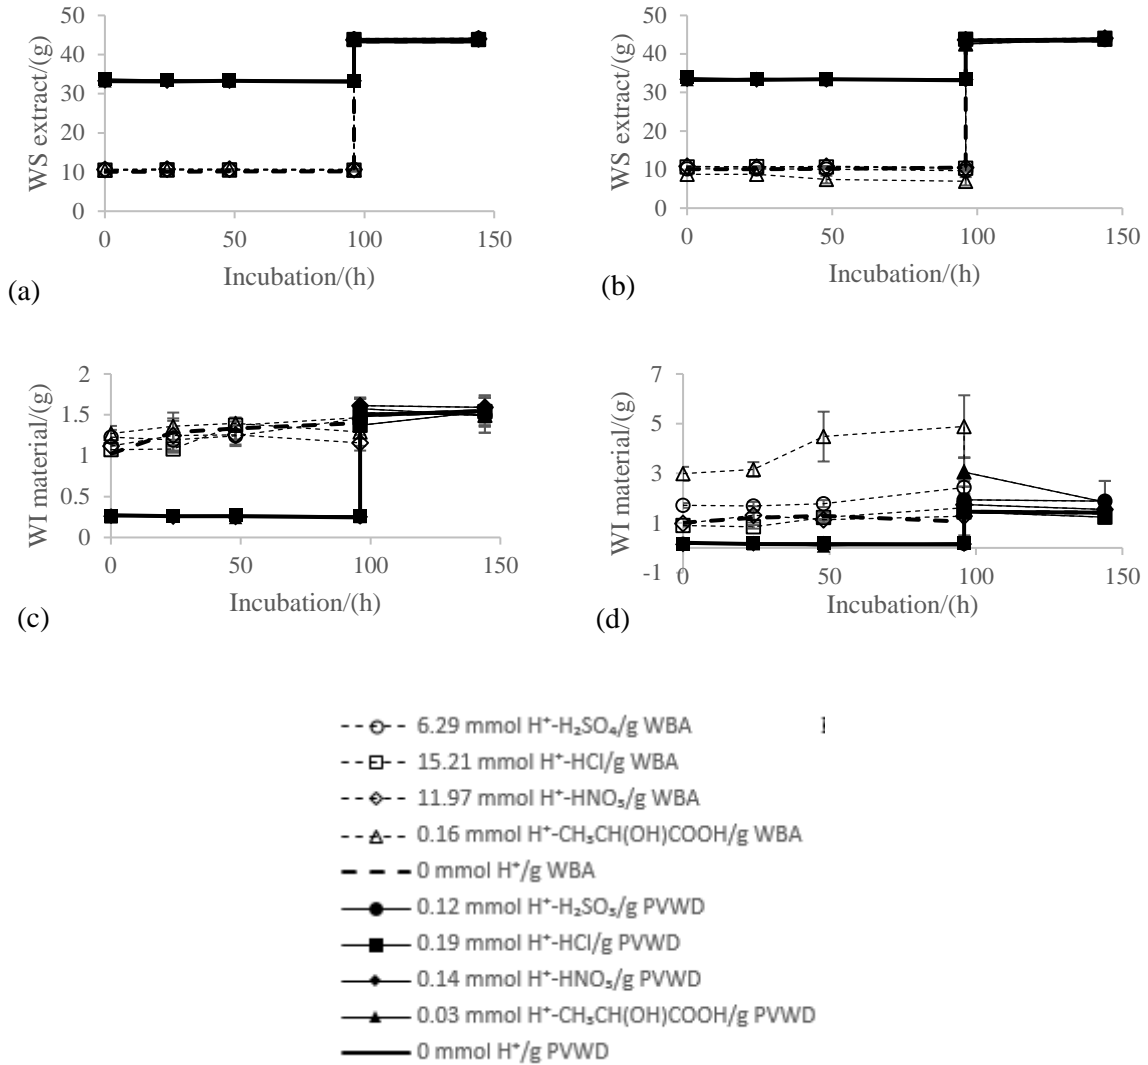 50
40
30
20
10
0
WS extract/(g)
0 50 100 150
Incubation/(h)
(a)
50
40
30
20
10
0
WS extract/(g)
0 50 100 150
Incubation/(h)
(b)
2
1.5
1
0.5
0
WI material/(g)
0 50 100 150
Incubation/(h)
(c)
7
5
3
1
-1
WI material/(g)
0 50 100 150
Incubation/(h)
(d)
6.29 mmol H⁺-H₂SO₄/g WBA
15.21 mmol H⁺-HCl/g WBA
11.97 mmol H⁺-HNO₃/g WBA
0.16 mmol H⁺-CH₃CH(OH)COOH/g WBA
0 mmol H⁺/g WBA
0.12 mmol H⁺-H₂SO₃/g PVWD
0.19 mmol H⁺-HCl/g PVWD
0.14 mmol H⁺-HNO₃/g PVWD
0.03 mmol H⁺-CH₃CH(OH)COOH/g PVWD
0 mmol H⁺/g PVWD